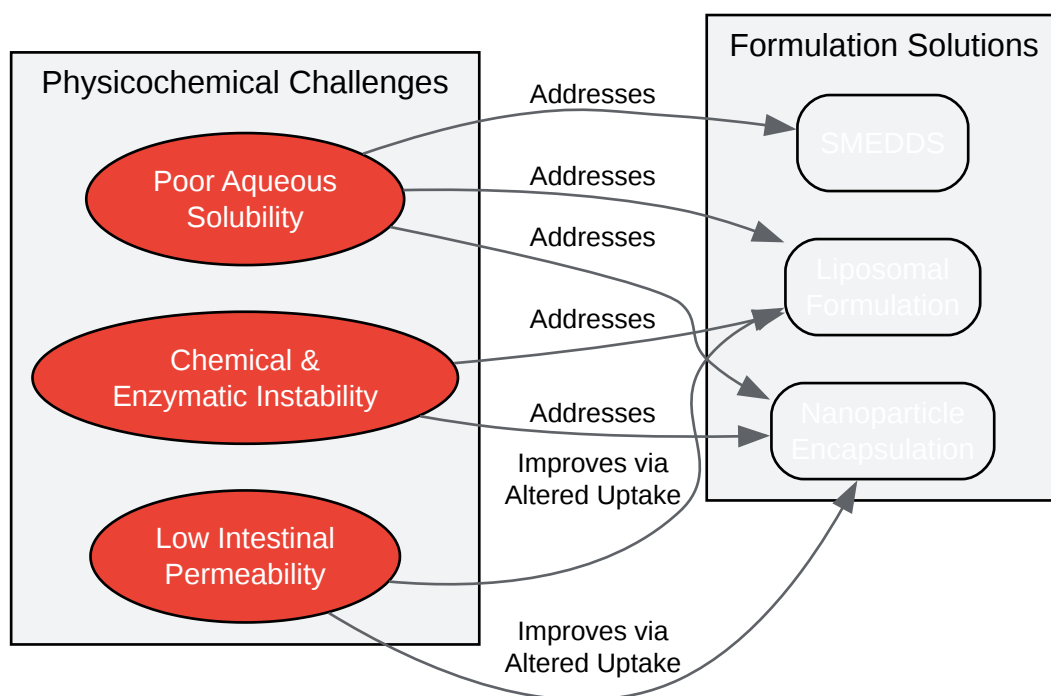 Physicochemical Challenges
Poor Aqueous
Solubility
Chemical &
Enzymatic Instability
Low Intestinal
Permeability
Addresses
Addresses
Addresses
Addresses
Addresses
Improves via
Altered Uptake
Improves via
Altered Uptake
Formulation Solutions
SMEDDS
Liposomal
Formulation
Nanoparticle
Encapsulation